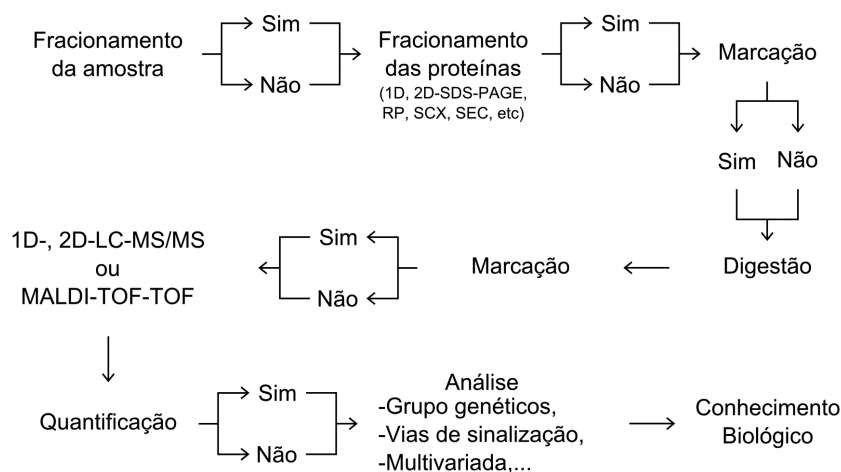 Fracionamento
da amostra
Sim
Não
Fracionamento
das proteínas
(1D, 2D-SDS-PAGE,
RP, SCX, SEC, etc)
Sim
Não
Marcação
Sim Não
Digestão
Marcação
Sim
Não
1D-, 2D-LC-MS/MS
ou
MALDI-TOF-TOF
Quantificação
Sim
Não
Análise
-Grupo genéticos,
-Vias de sinalização,
-Multivariada,...
Conhecimento
Biológico